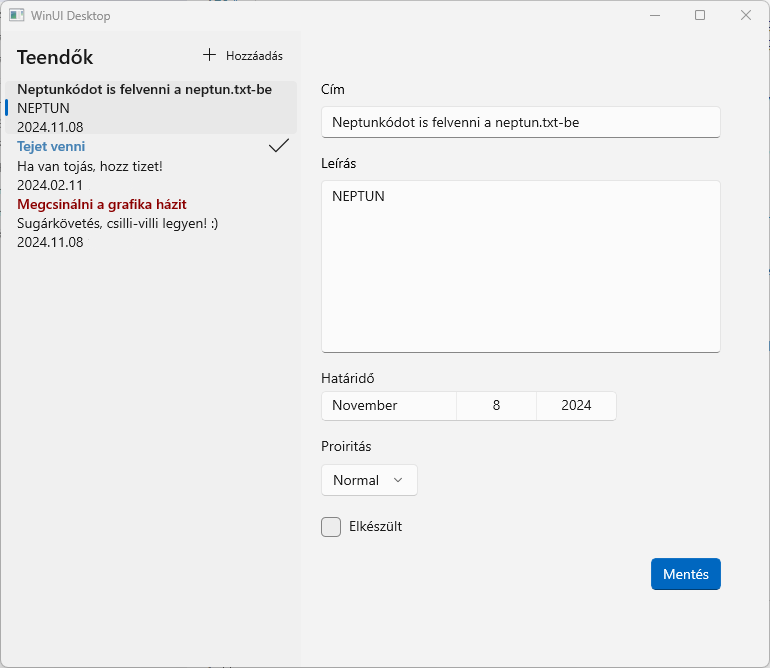 WinUI Desktop
Teendők
Hozzáadás
Neptunkódot is felvenni a neptun.txt-be
NEPTUN
2024.11.08
Tejet venni
Ha van tojás, hozz tizet!
2024.02.11
Megcsinálni a grafika házit
Sugárkövetés, csilli-villi legyen! :)
2024.11.08
Cím
Neptunkódot is felvenni a neptun.txt-be
Leírás
NEPTUN
Határidő
November 8 2024
Proiritás
Normal
Elkészült
Mentés